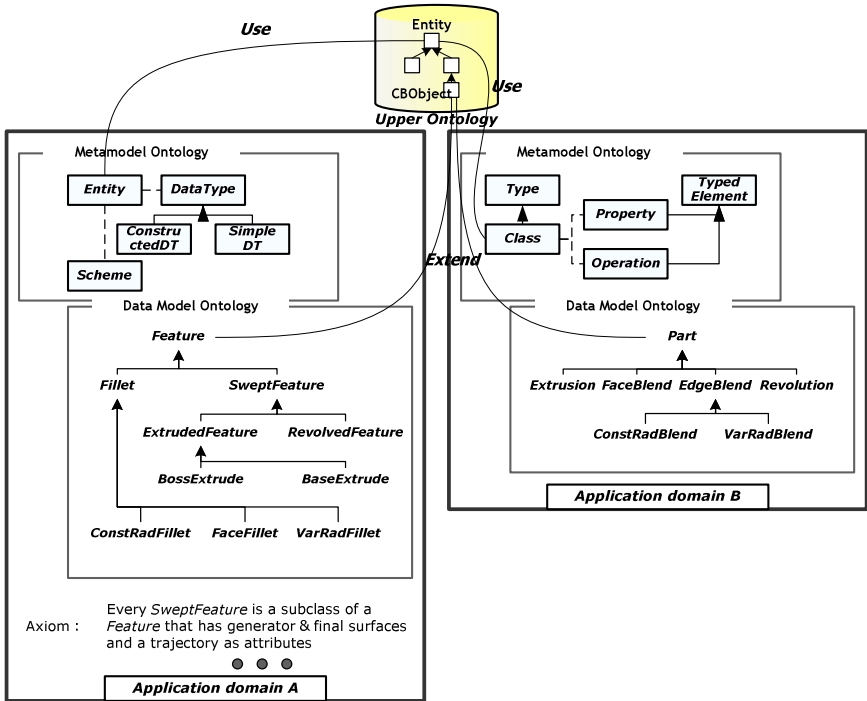 Use
Entity
CBObject
Use
Upper Ontology
Metamodel Ontology
Entity
DataType
Constru
ctedDT
Simple
DT
Scheme
Extend
Data Model Ontology
Feature
Fillet
SweptFeature
ExtrudedFeature
RevolvedFeature
BossExtrude
BaseExtrude
ConstRadFillet
FaceFillet
VarRadFillet
Axiom :
Every SweptFeature is a subclass of a
Feature that has generator & final surfaces
and a trajectory as attributes
Application domain A
Metamodel Ontology
Type
Typed
Element
Property
Class
Operation
Data Model Ontology
Part
Extrusion
FaceBlend
EdgeBlend
Revolution
ConstRadBlend
VarRadBlend
Application domain B